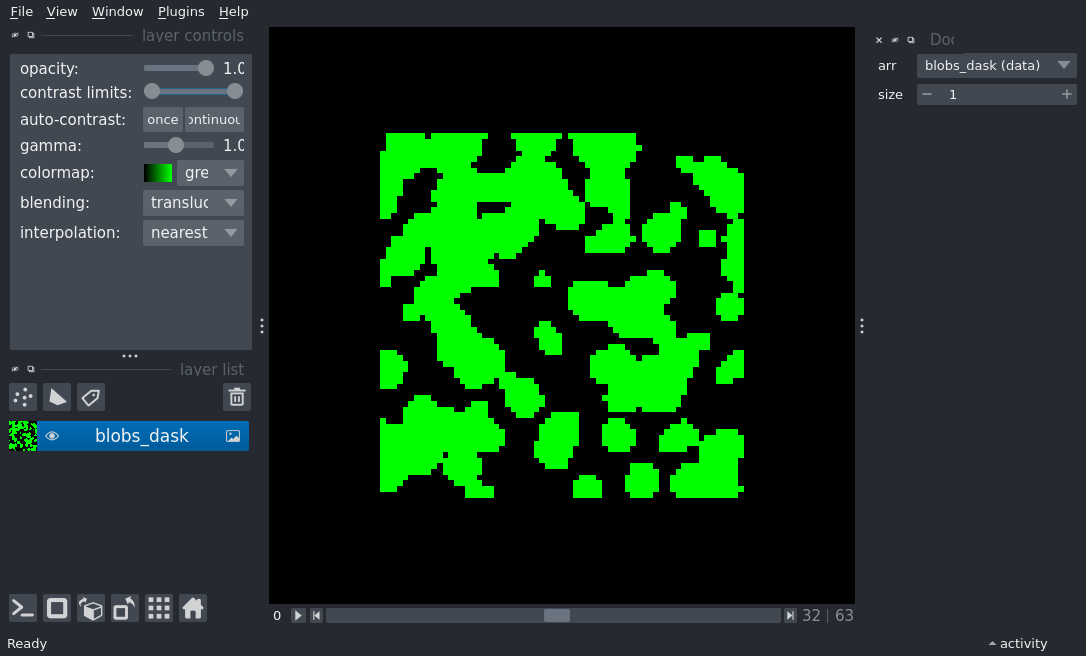 File View Window Plugins Help
layer controls
opacity: 1.0
contrast limits:
auto-contrast: once ontinuou
gamma: 1.0
colormap: gre
blending: transluc
interpolation: nearest
layer list
blobs_dask
0 32 | 63
Ready
Doc
arr blobs_dask (data)
size 1
activity